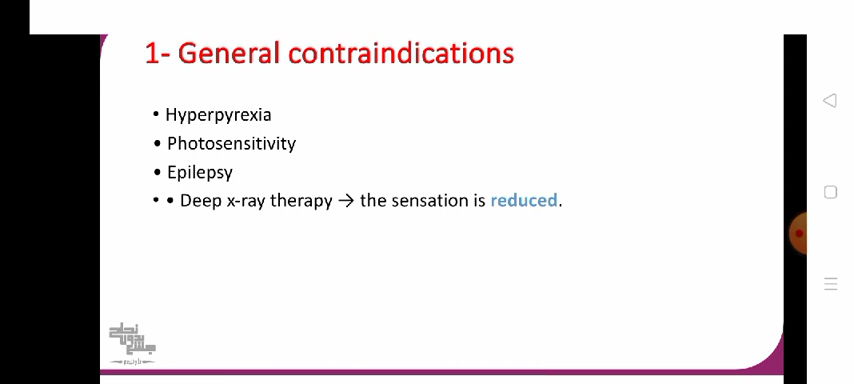 1- General contraindications
• Hyperpyrexia
• Photosensitivity
• Epilepsy
• • Deep x-ray therapy → the sensation is reduced.